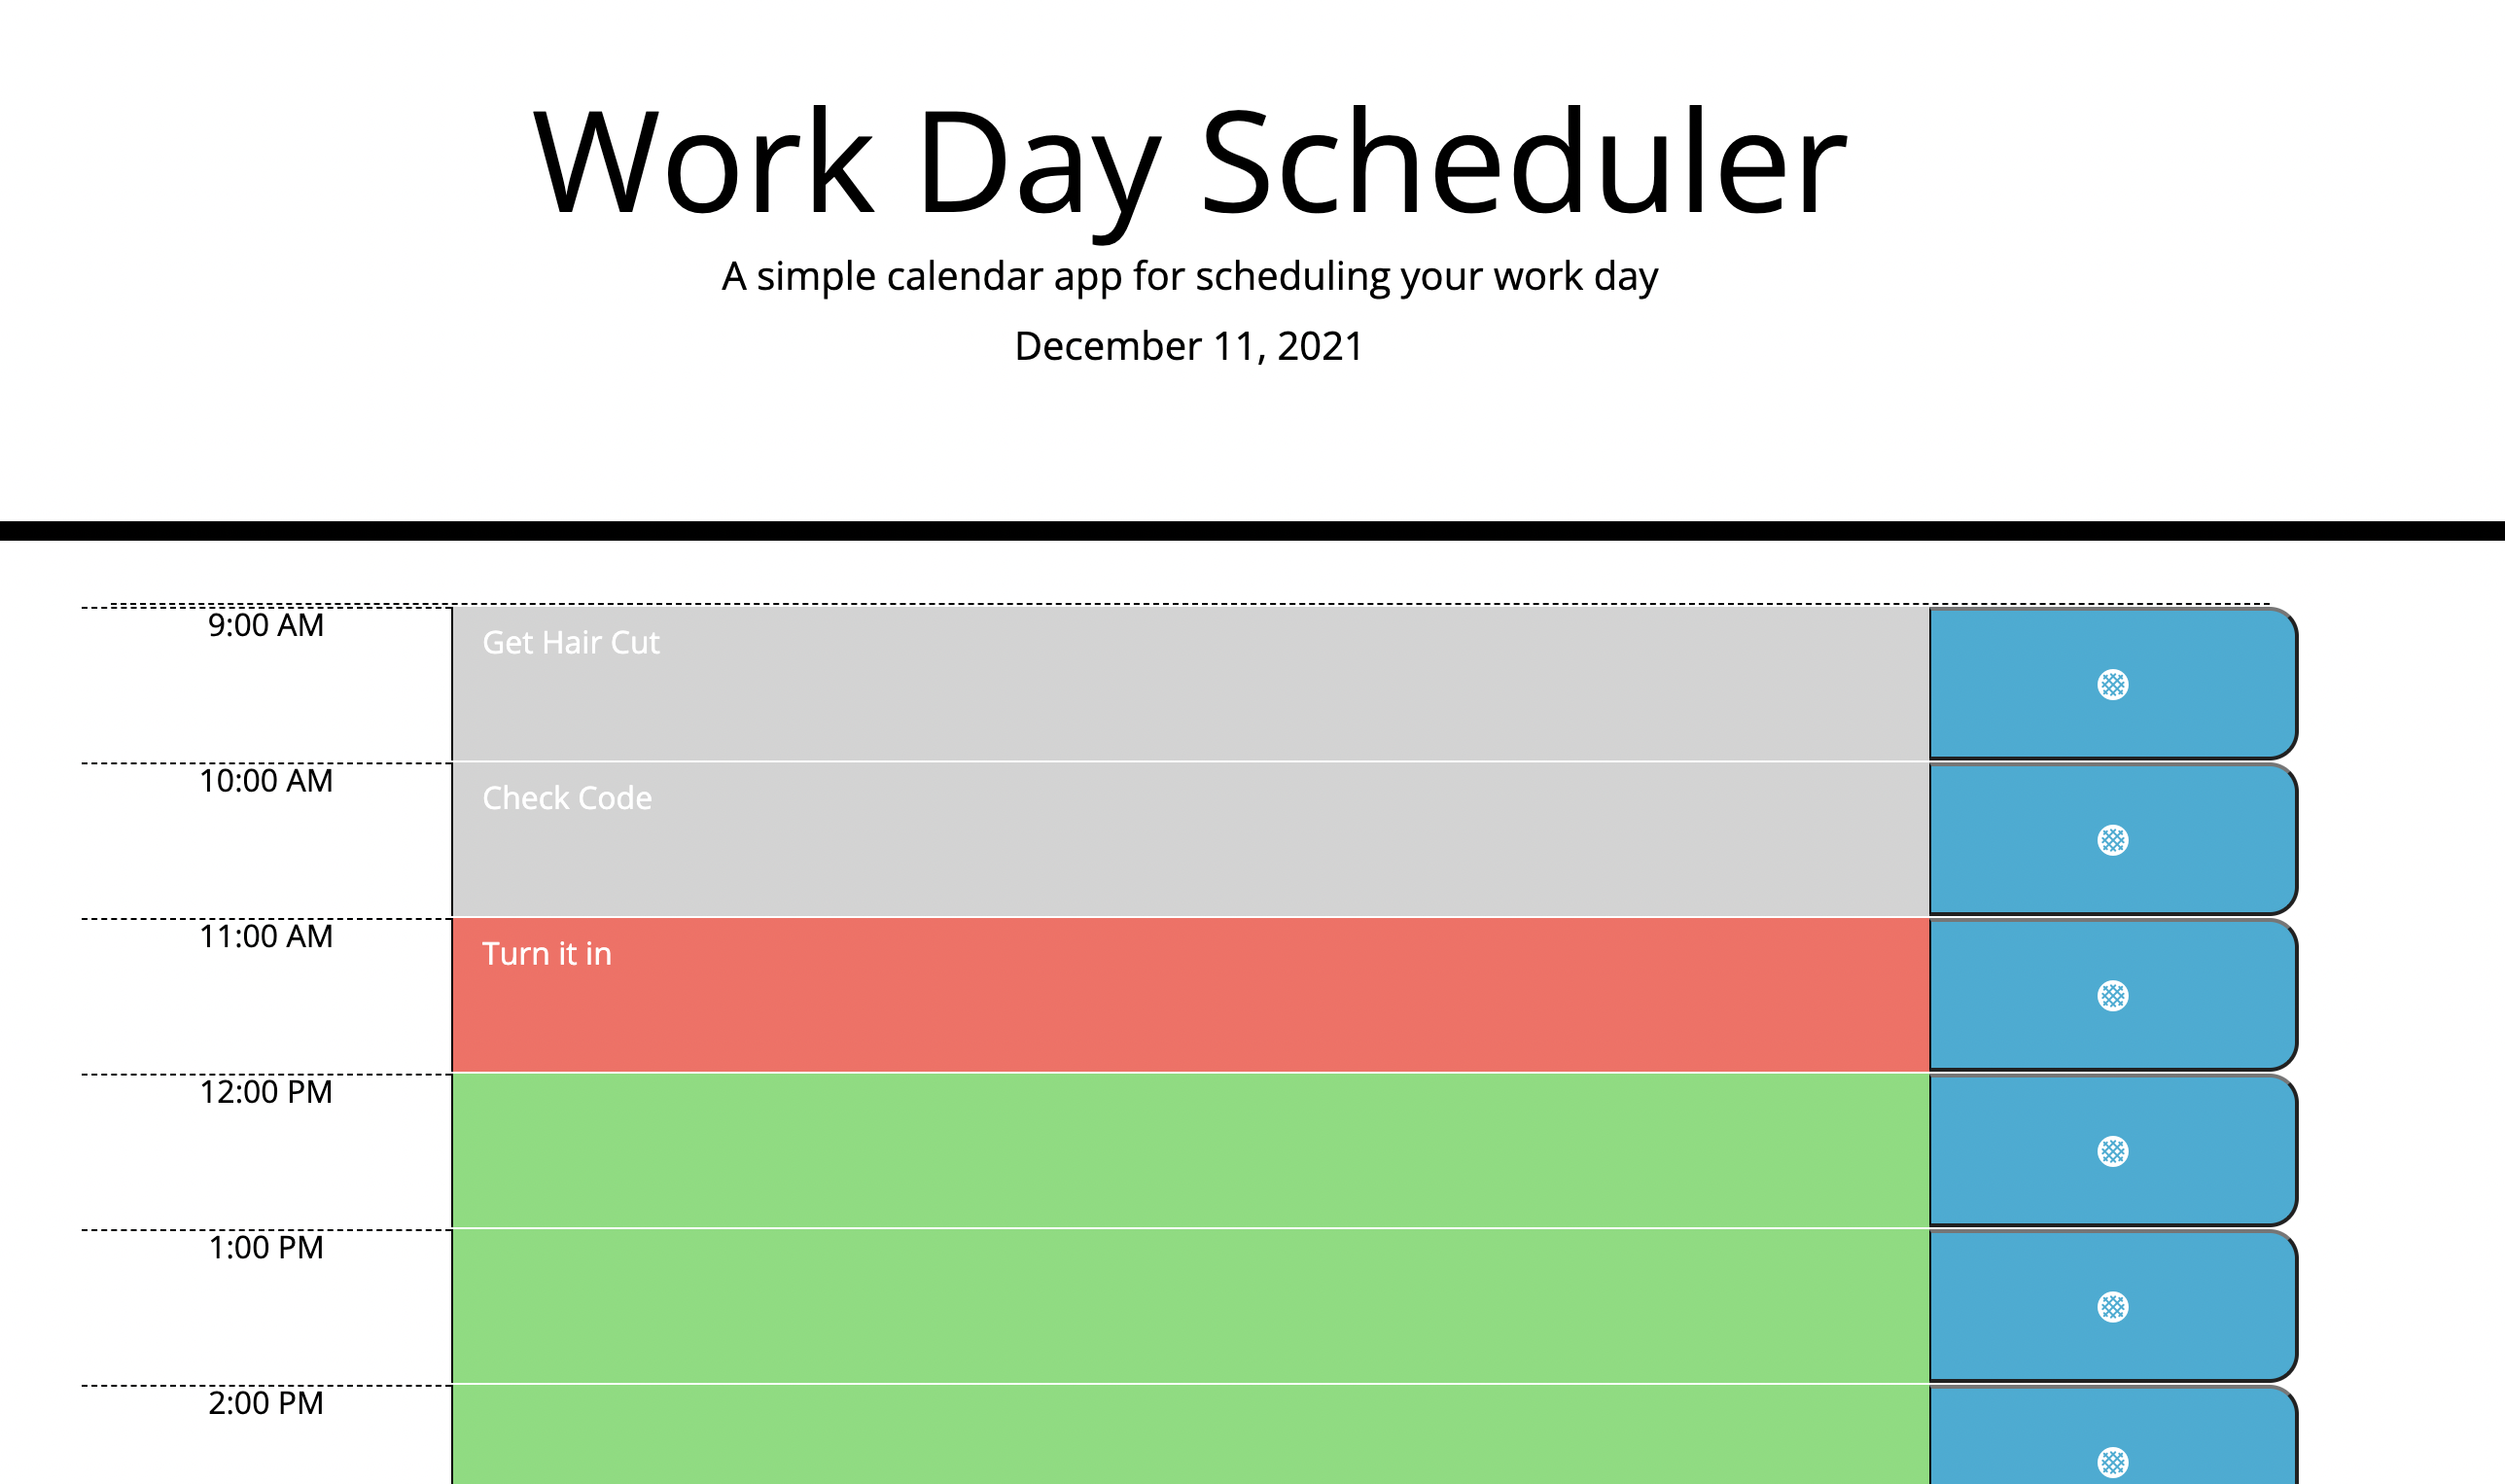 Work Day Scheduler
A simple calendar app for scheduling your work day
December 11, 2021
9:00 AM
Get Hair Cut
10:00 AM
Check Code
11:00 AM
Turn it in
12:00 PM
1:00 PM
2:00 PM